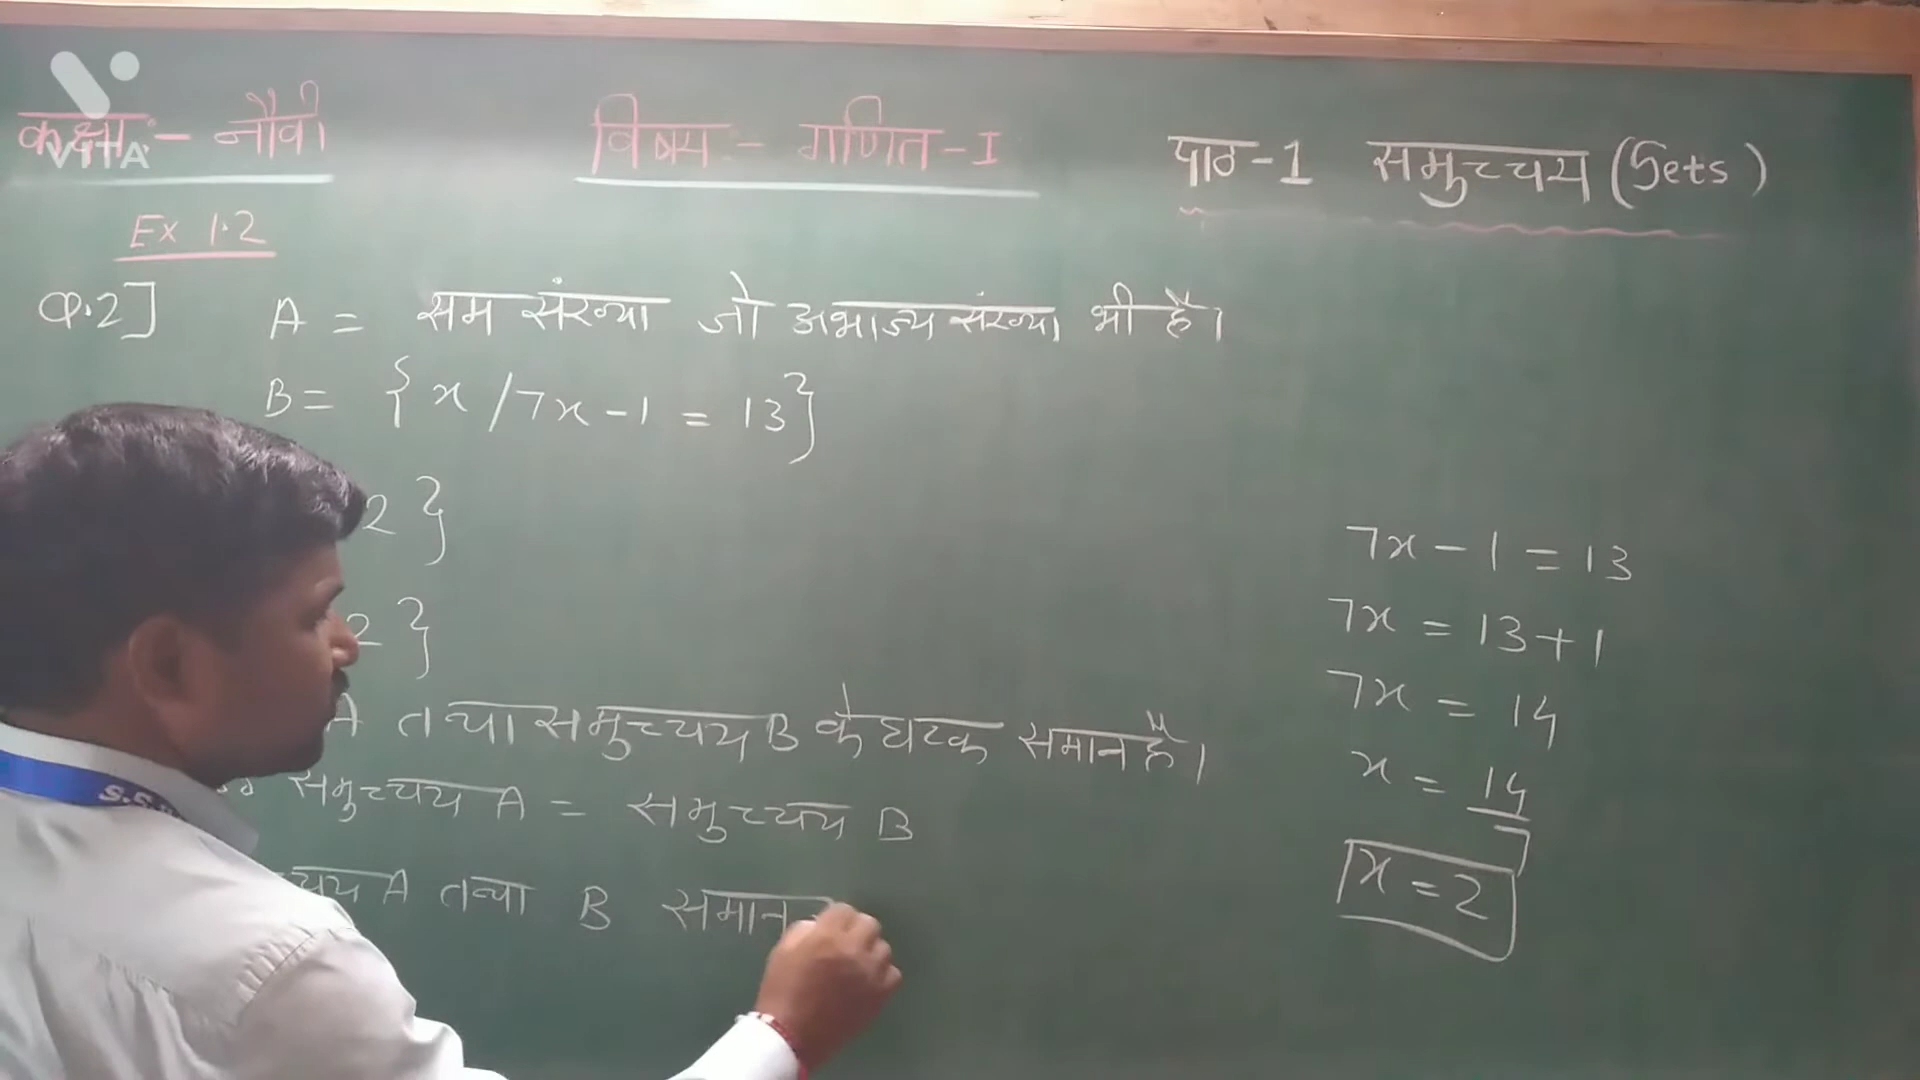 VITA
कक्षा:- नौवी
विषय:- गणित-I
पाठ-1 समुच्चय (Sets)
Ex 1.2
Q.2] A = सम संख्या जो अभाज्य संख्या भी है।
B = {x /7x-1 = 13}
2 }
2 }
A तथा समुच्चय B के घटक समान है।
समुच्चय A = समुच्चय B
A तथा B समान
7x - 1 = 13
7x = 13+1
7x = 14
x = 14
7
x = 2
S.S.